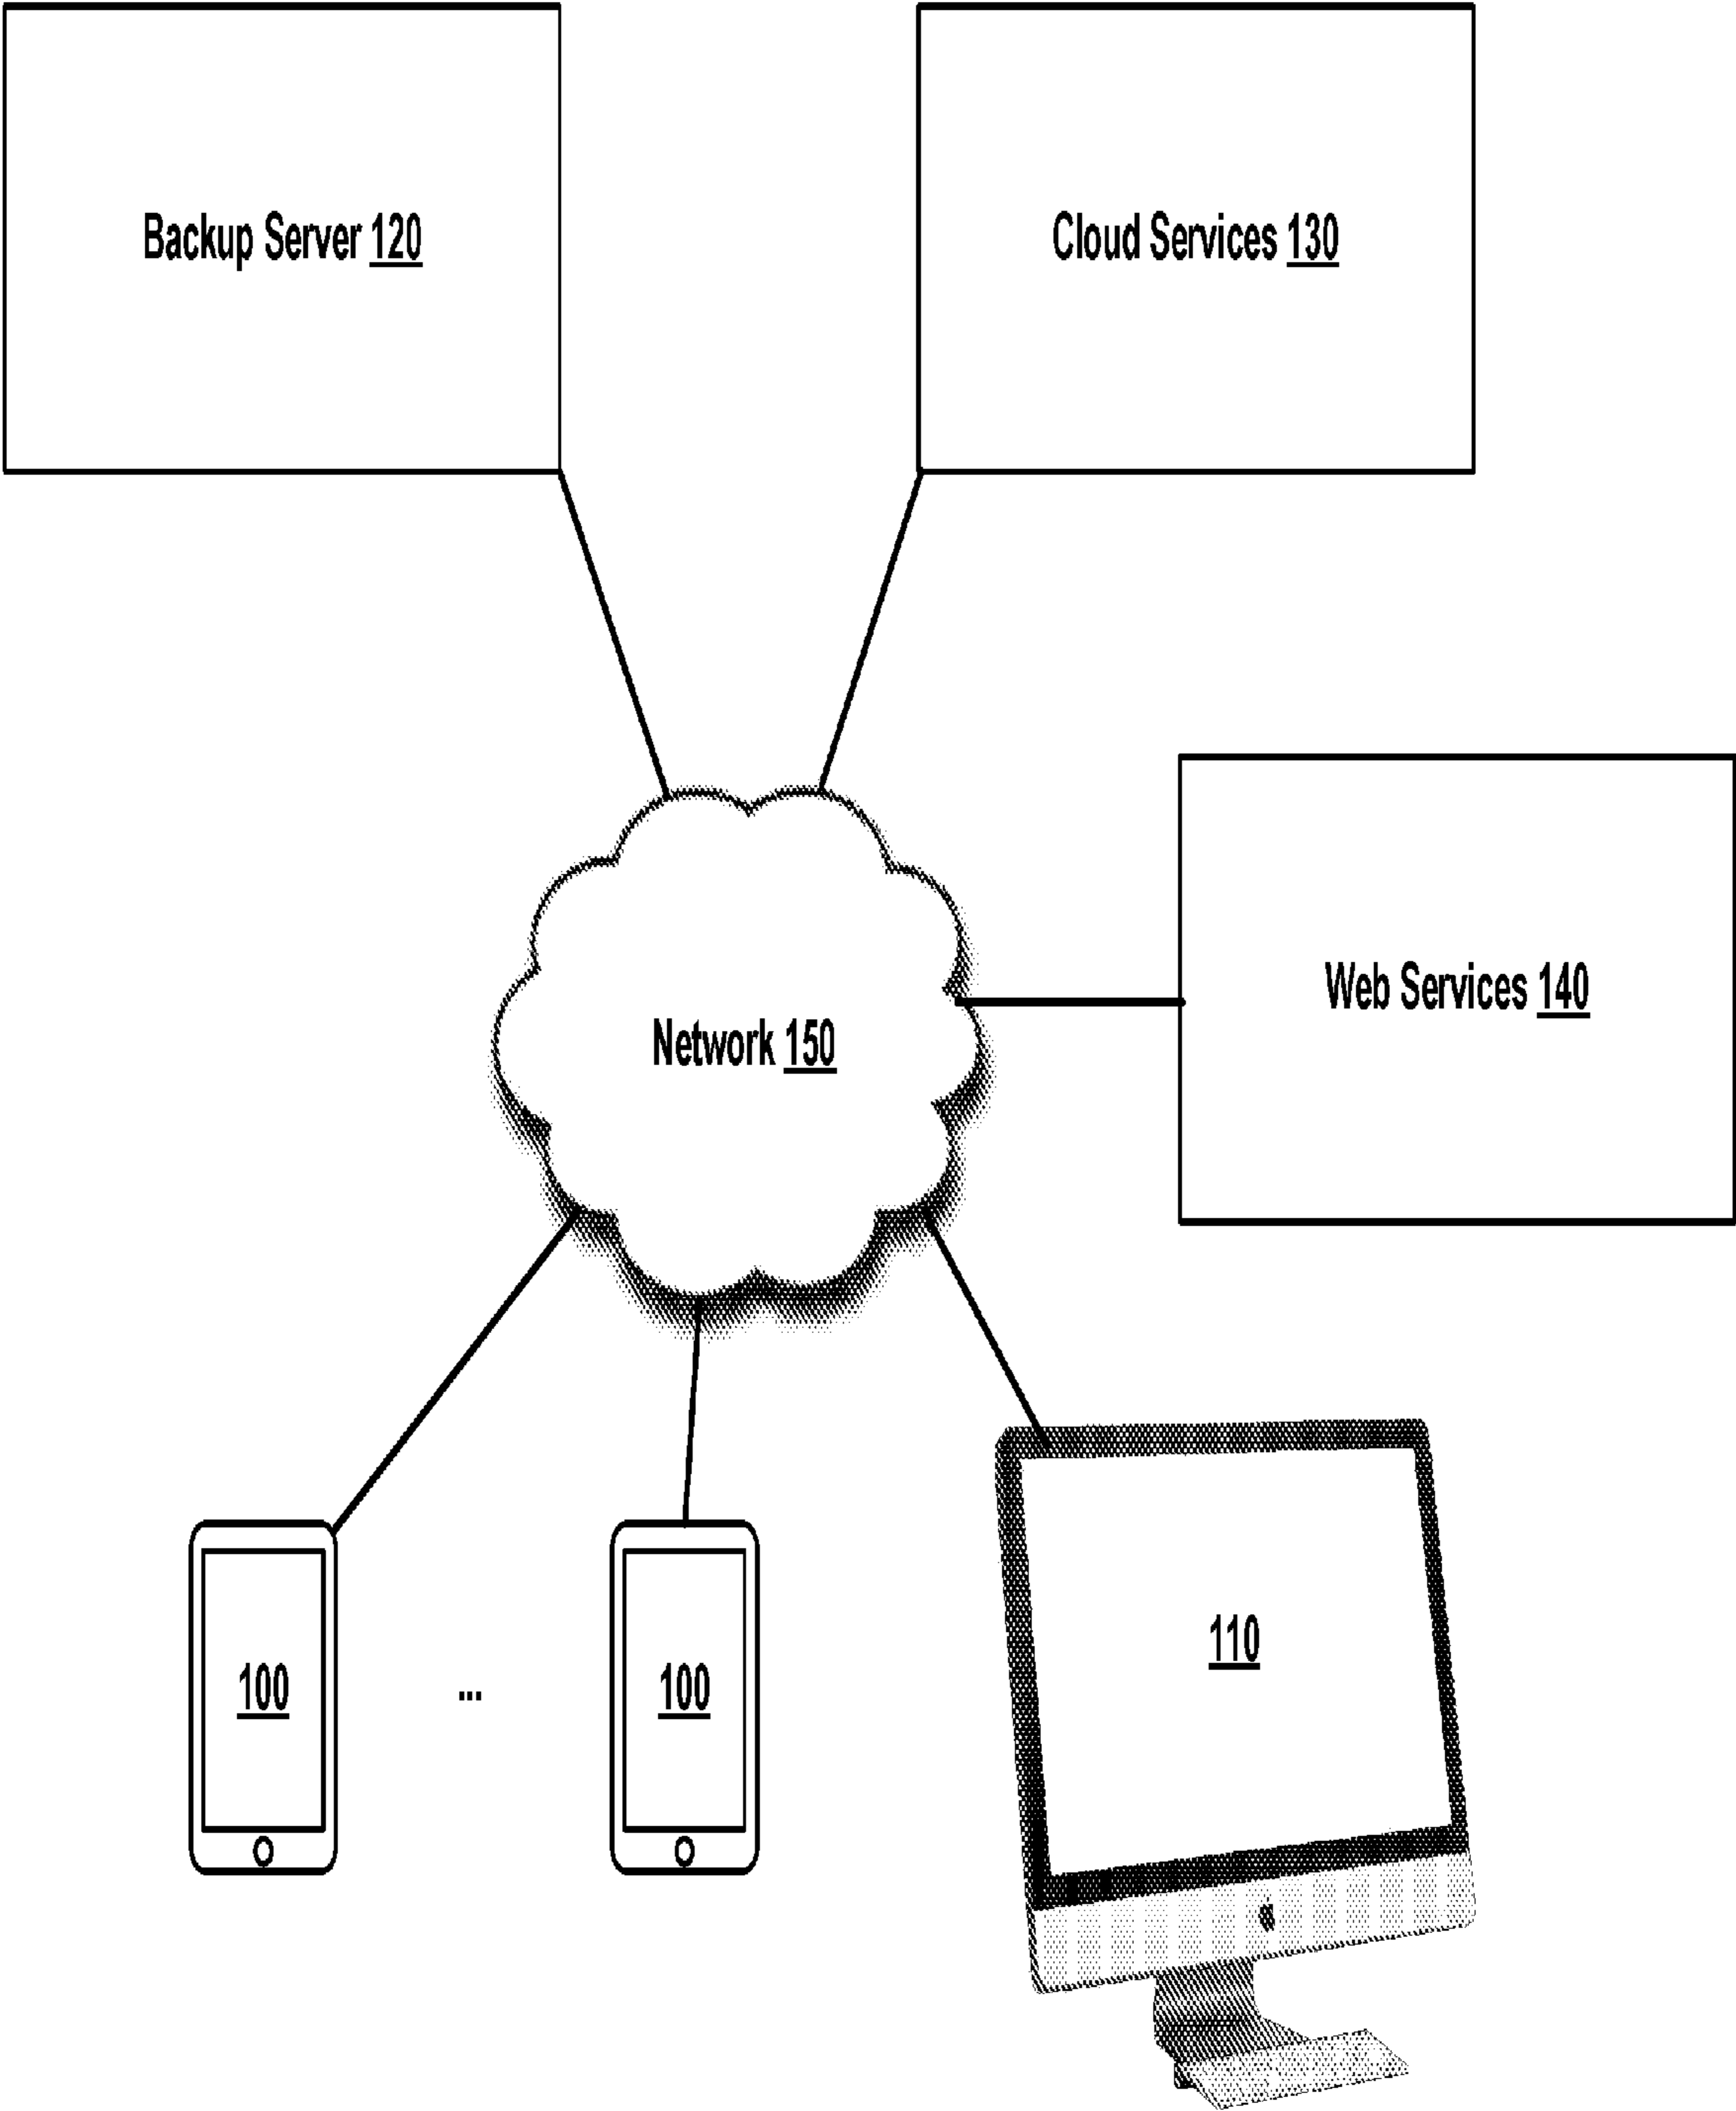 Backup Server 120
Cloud Services 130
Web Services 140
Network 150
110
100
...
100